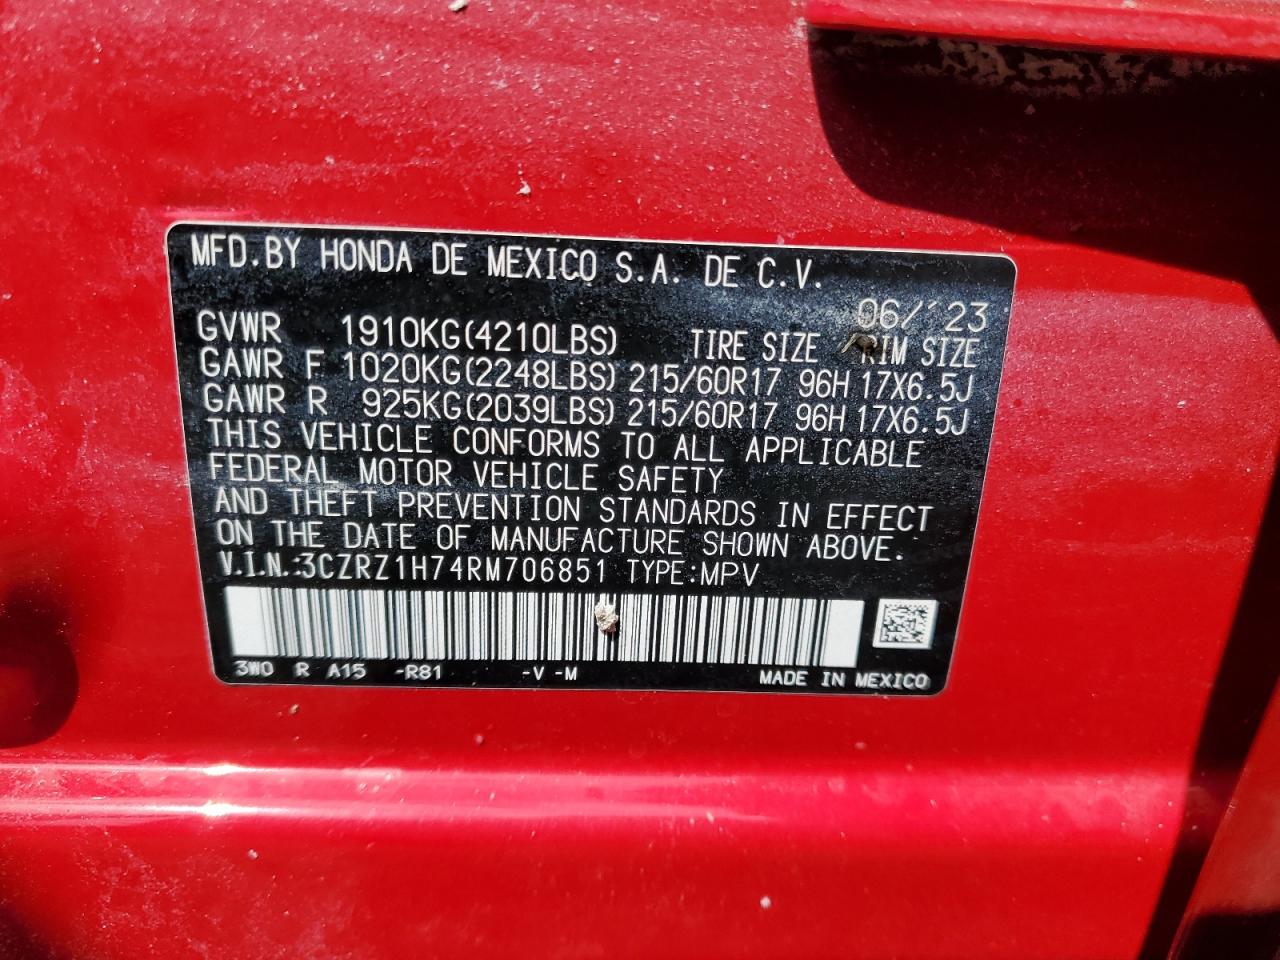 MFD.BY HONDA DE MEXICO S.A. DE C.V.
06/'23
GVWR 1910KG(4210LBS) TIRE SIZE RIM SIZE
GAWR F 1020KG(2248LBS) 215/60R17 96H 17X6.5J
GAWR R 925KG(2039LBS) 215/60R17 96H 17X6.5J
THIS VEHICLE CONFORMS TO ALL APPLICABLE
FEDERAL MOTOR VEHICLE SAFETY
AND THEFT PREVENTION STANDARDS IN EFFECT
ON THE DATE OF MANUFACTURE SHOWN ABOVE.
V.I.N.:3CZRZ1H74RM706851 TYPE:MPV
3W0 R A15 -R81 -V -M MADE IN MEXICO